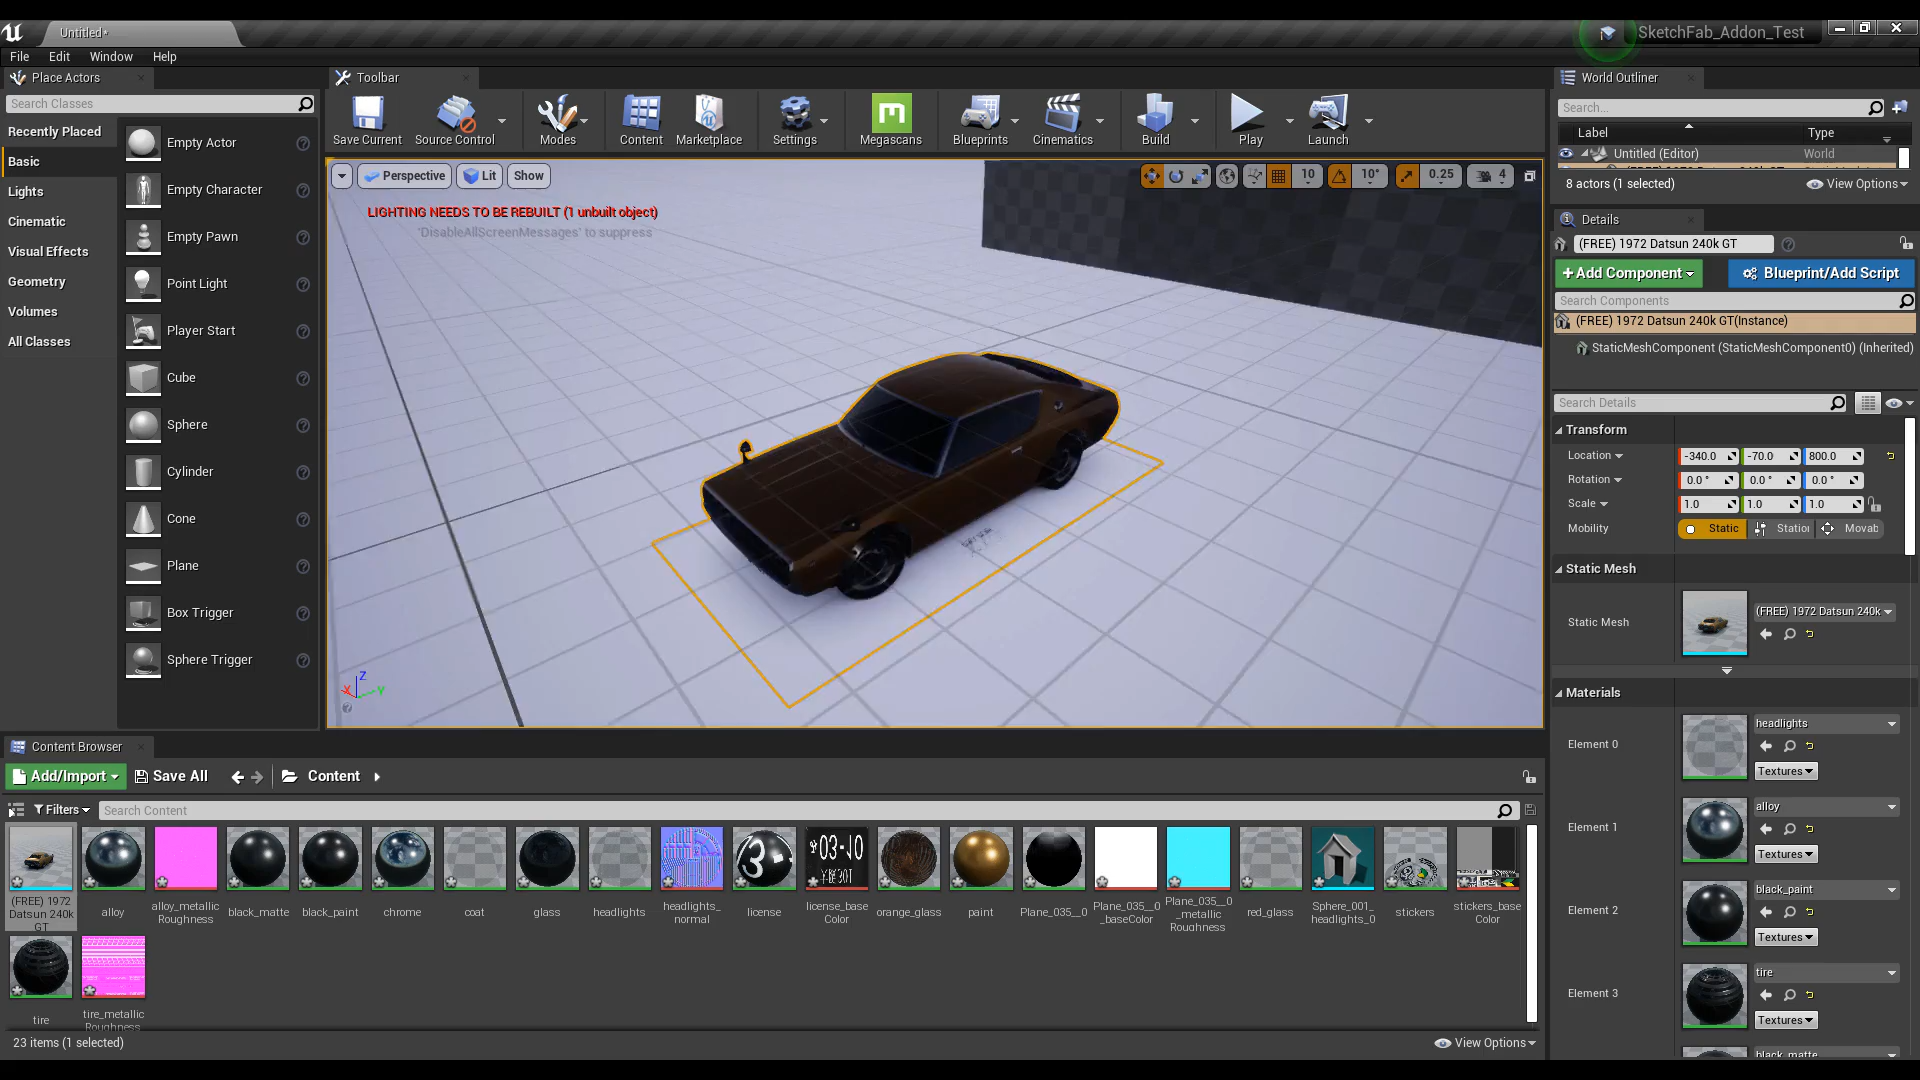 Untitled*
SketchFab_Addon_Test
File Edit Window Help
Place Actors
Search Classes
Recently Placed
Basic
Lights
Cinematic
Visual Effects
Geometry
Volumes
All Classes
Empty Actor
Empty Character
Empty Pawn
Point Light
Player Start
Cube
Sphere
Cylinder
Cone
Plane
Box Trigger
Sphere Trigger
Toolbar
Save Current Source Control Modes Content Marketplace Settings Megascans Blueprints Cinematics Build Play Launch
Perspective Lit Show
10 10° 0.25 4
LIGHTING NEEDS TO BE REBUILT (1 unbuilt object)
'DisableAllScreenMessages' to suppress
Z
X Y
World Outliner
Search...
Label Type
Untitled (Editor) World
8 actors (1 selected) View Options
Details
(FREE) 1972 Datsun 240k GT
+Add Component Blueprint/Add Script
Search Components
(FREE) 1972 Datsun 240k GT(Instance)
StaticMeshComponent (StaticMeshComponent0) (Inherited)
Search Details
Transform
Location -340.0 -70.0 800.0
Rotation 0.0 ° 0.0 ° 0.0 °
Scale 1.0 1.0 1.0
Mobility Static Station Movab
Static Mesh
Static Mesh (FREE) 1972 Datsun 240k
Materials
Element 0 headlights
Textures
Element 1 alloy
Textures
Element 2 black_paint
Textures
Element 3 tire
Textures
black_matte
Content Browser
Add/Import Save All Content
Filters Search Content
(FREE) 1972 Datsun 240k GT
alloy
alloy_metallic Roughness
black_matte
black_paint
chrome
coat
glass
headlights
headlights_ normal
license
license_base Color
orange_glass
paint
Plane_035__0
Plane_035__0 _baseColor
Plane_035__0 _metallic Roughness
red_glass
Sphere_001_ headlights_0
stickers
stickers_base Color
tire
tire_metallic Roughness
23 items (1 selected) View Options